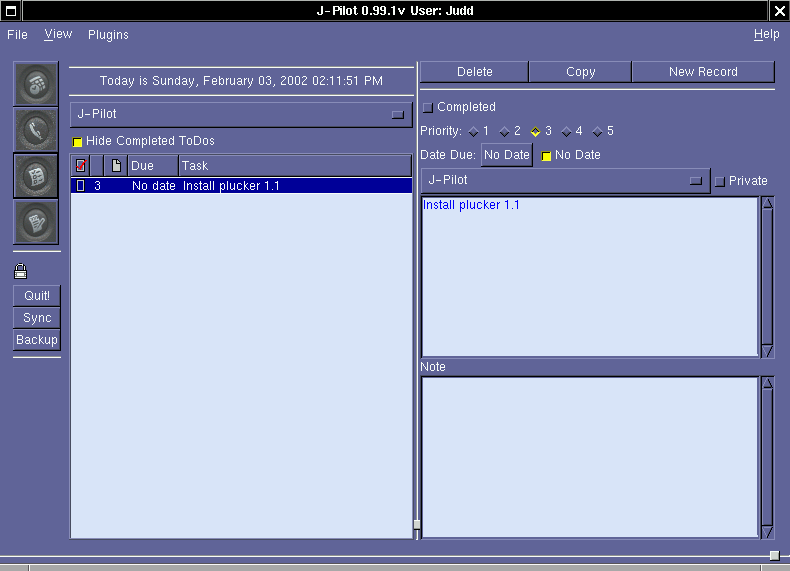 J-Pilot 0.99.1v User: Judd
File View Plugins Help
Today is Sunday, February 03, 2002 02:11:51 PM
J-Pilot
Hide Completed ToDos
Due Task
3 No date Install plucker 1.1
Quit!
Sync
Backup
Delete Copy New Record
Completed
Priority: 1 2 3 4 5
Date Due: No Date No Date
J-Pilot Private
Install plucker 1.1
Note